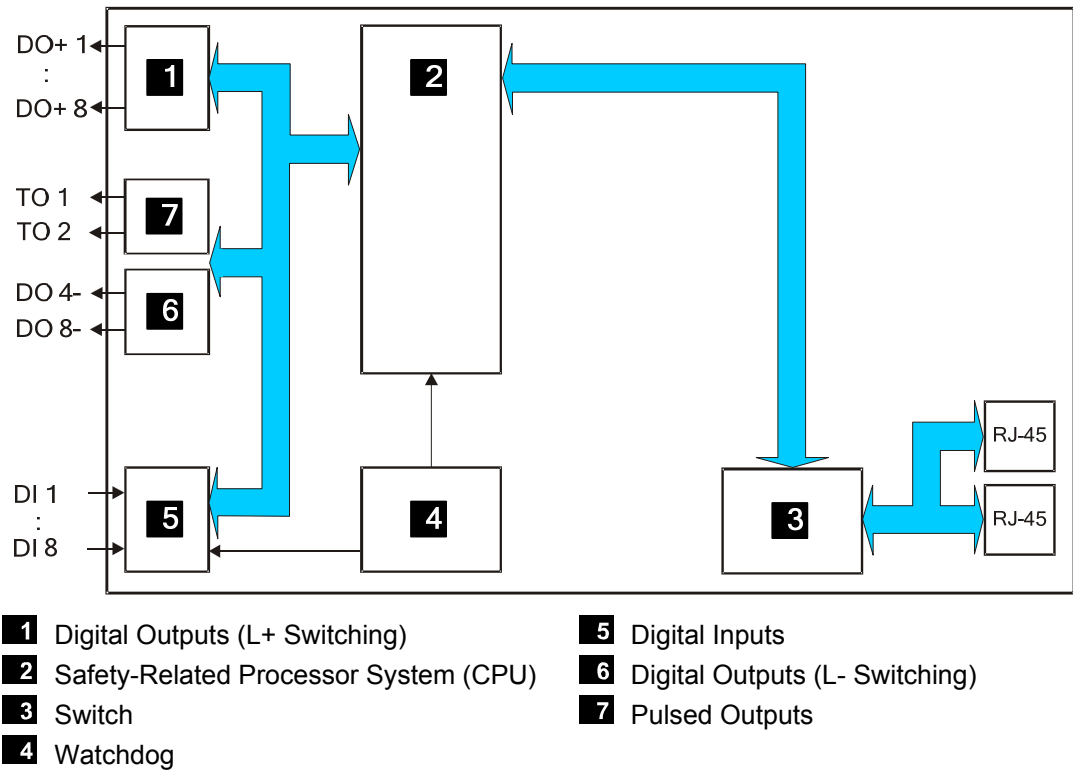 DO+ 1
:
DO+ 8
1
2
TO 1
TO 2
7
DO 4-
DO 8-
6
RJ-45
DI 1
:
DI 8
5
4
3
RJ-45
1 Digital Outputs (L+ Switching)
2 Safety-Related Processor System (CPU)
3 Switch
4 Watchdog
5 Digital Inputs
6 Digital Outputs (L- Switching)
7 Pulsed Outputs